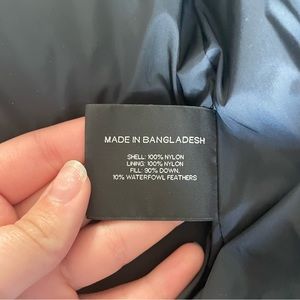 MADE IN BANGLADESH
SHELL: 100% NYLON
LINING: 100% NYLON
FILL: 90% DOWN.
10% WATERFOWL FEATHERS